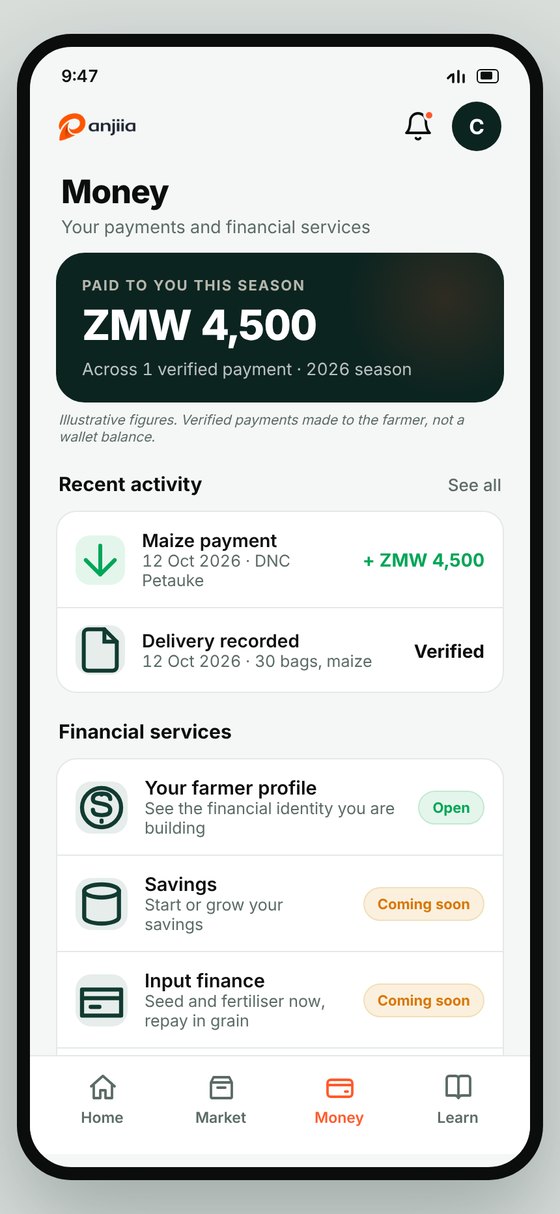 9:47
Panjiia
C
Money
Your payments and financial services
PAID TO YOU THIS SEASON
ZMW 4,500
Across 1 verified payment · 2026 season
Illustrative figures. Verified payments made to the farmer, not a
wallet balance.
Recent activity
See all
Maize payment
12 Oct 2026 · DNC
Petauke
+ ZMW 4,500
Delivery recorded
12 Oct 2026 · 30 bags, maize
Verified
Financial services
Your farmer profile
See the financial identity you are
building
Open
Savings
Start or grow your
savings
Coming soon
Input finance
Seed and fertiliser now,
repay in grain
Coming soon
Home
Market
Money
Learn